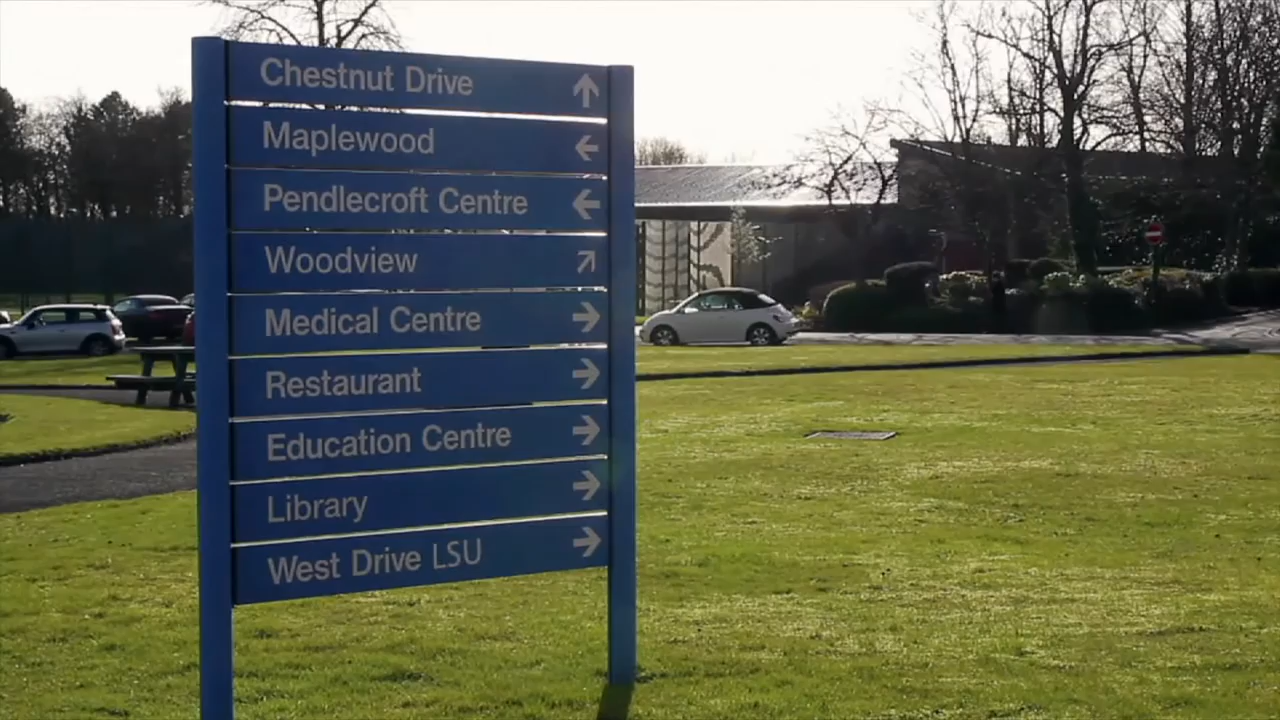 Chestnut Drive ↑
Maplewood ←
Pendlecroft Centre ←
Woodview ↗
Medical Centre →
Restaurant →
Education Centre →
Library →
West Drive LSU →